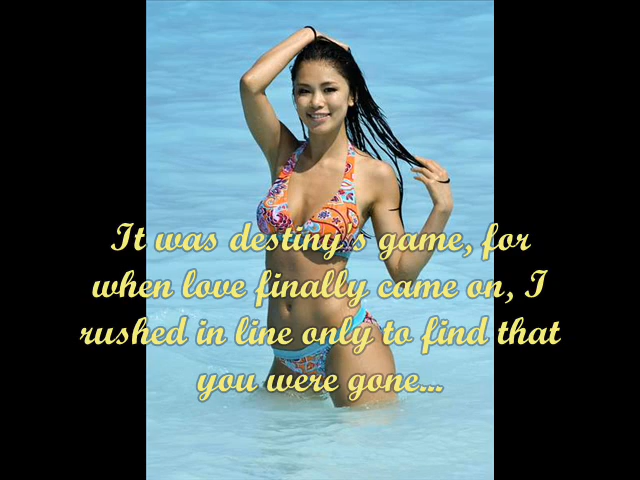 It was destiny's game, for
when love finally came on, I
rushed in line only to find that
you were gone...